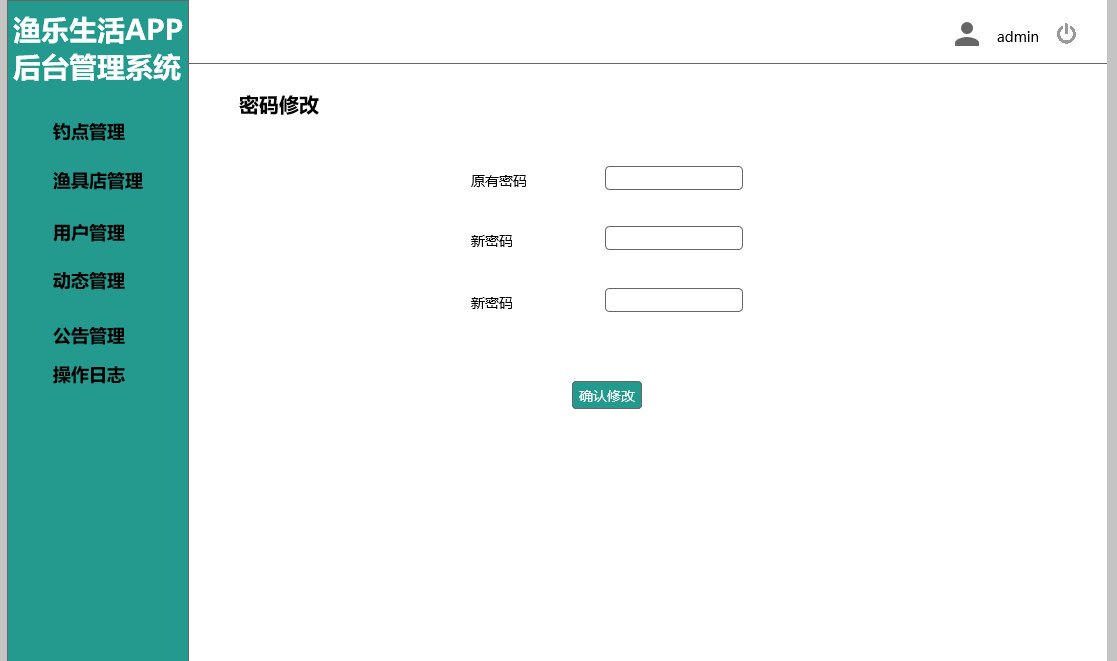 渔乐生活APP
后台管理系统
admin
密码修改
钓点管理
渔具店管理
用户管理
动态管理
公告管理
操作日志
原有密码
新密码
新密码
确认修改